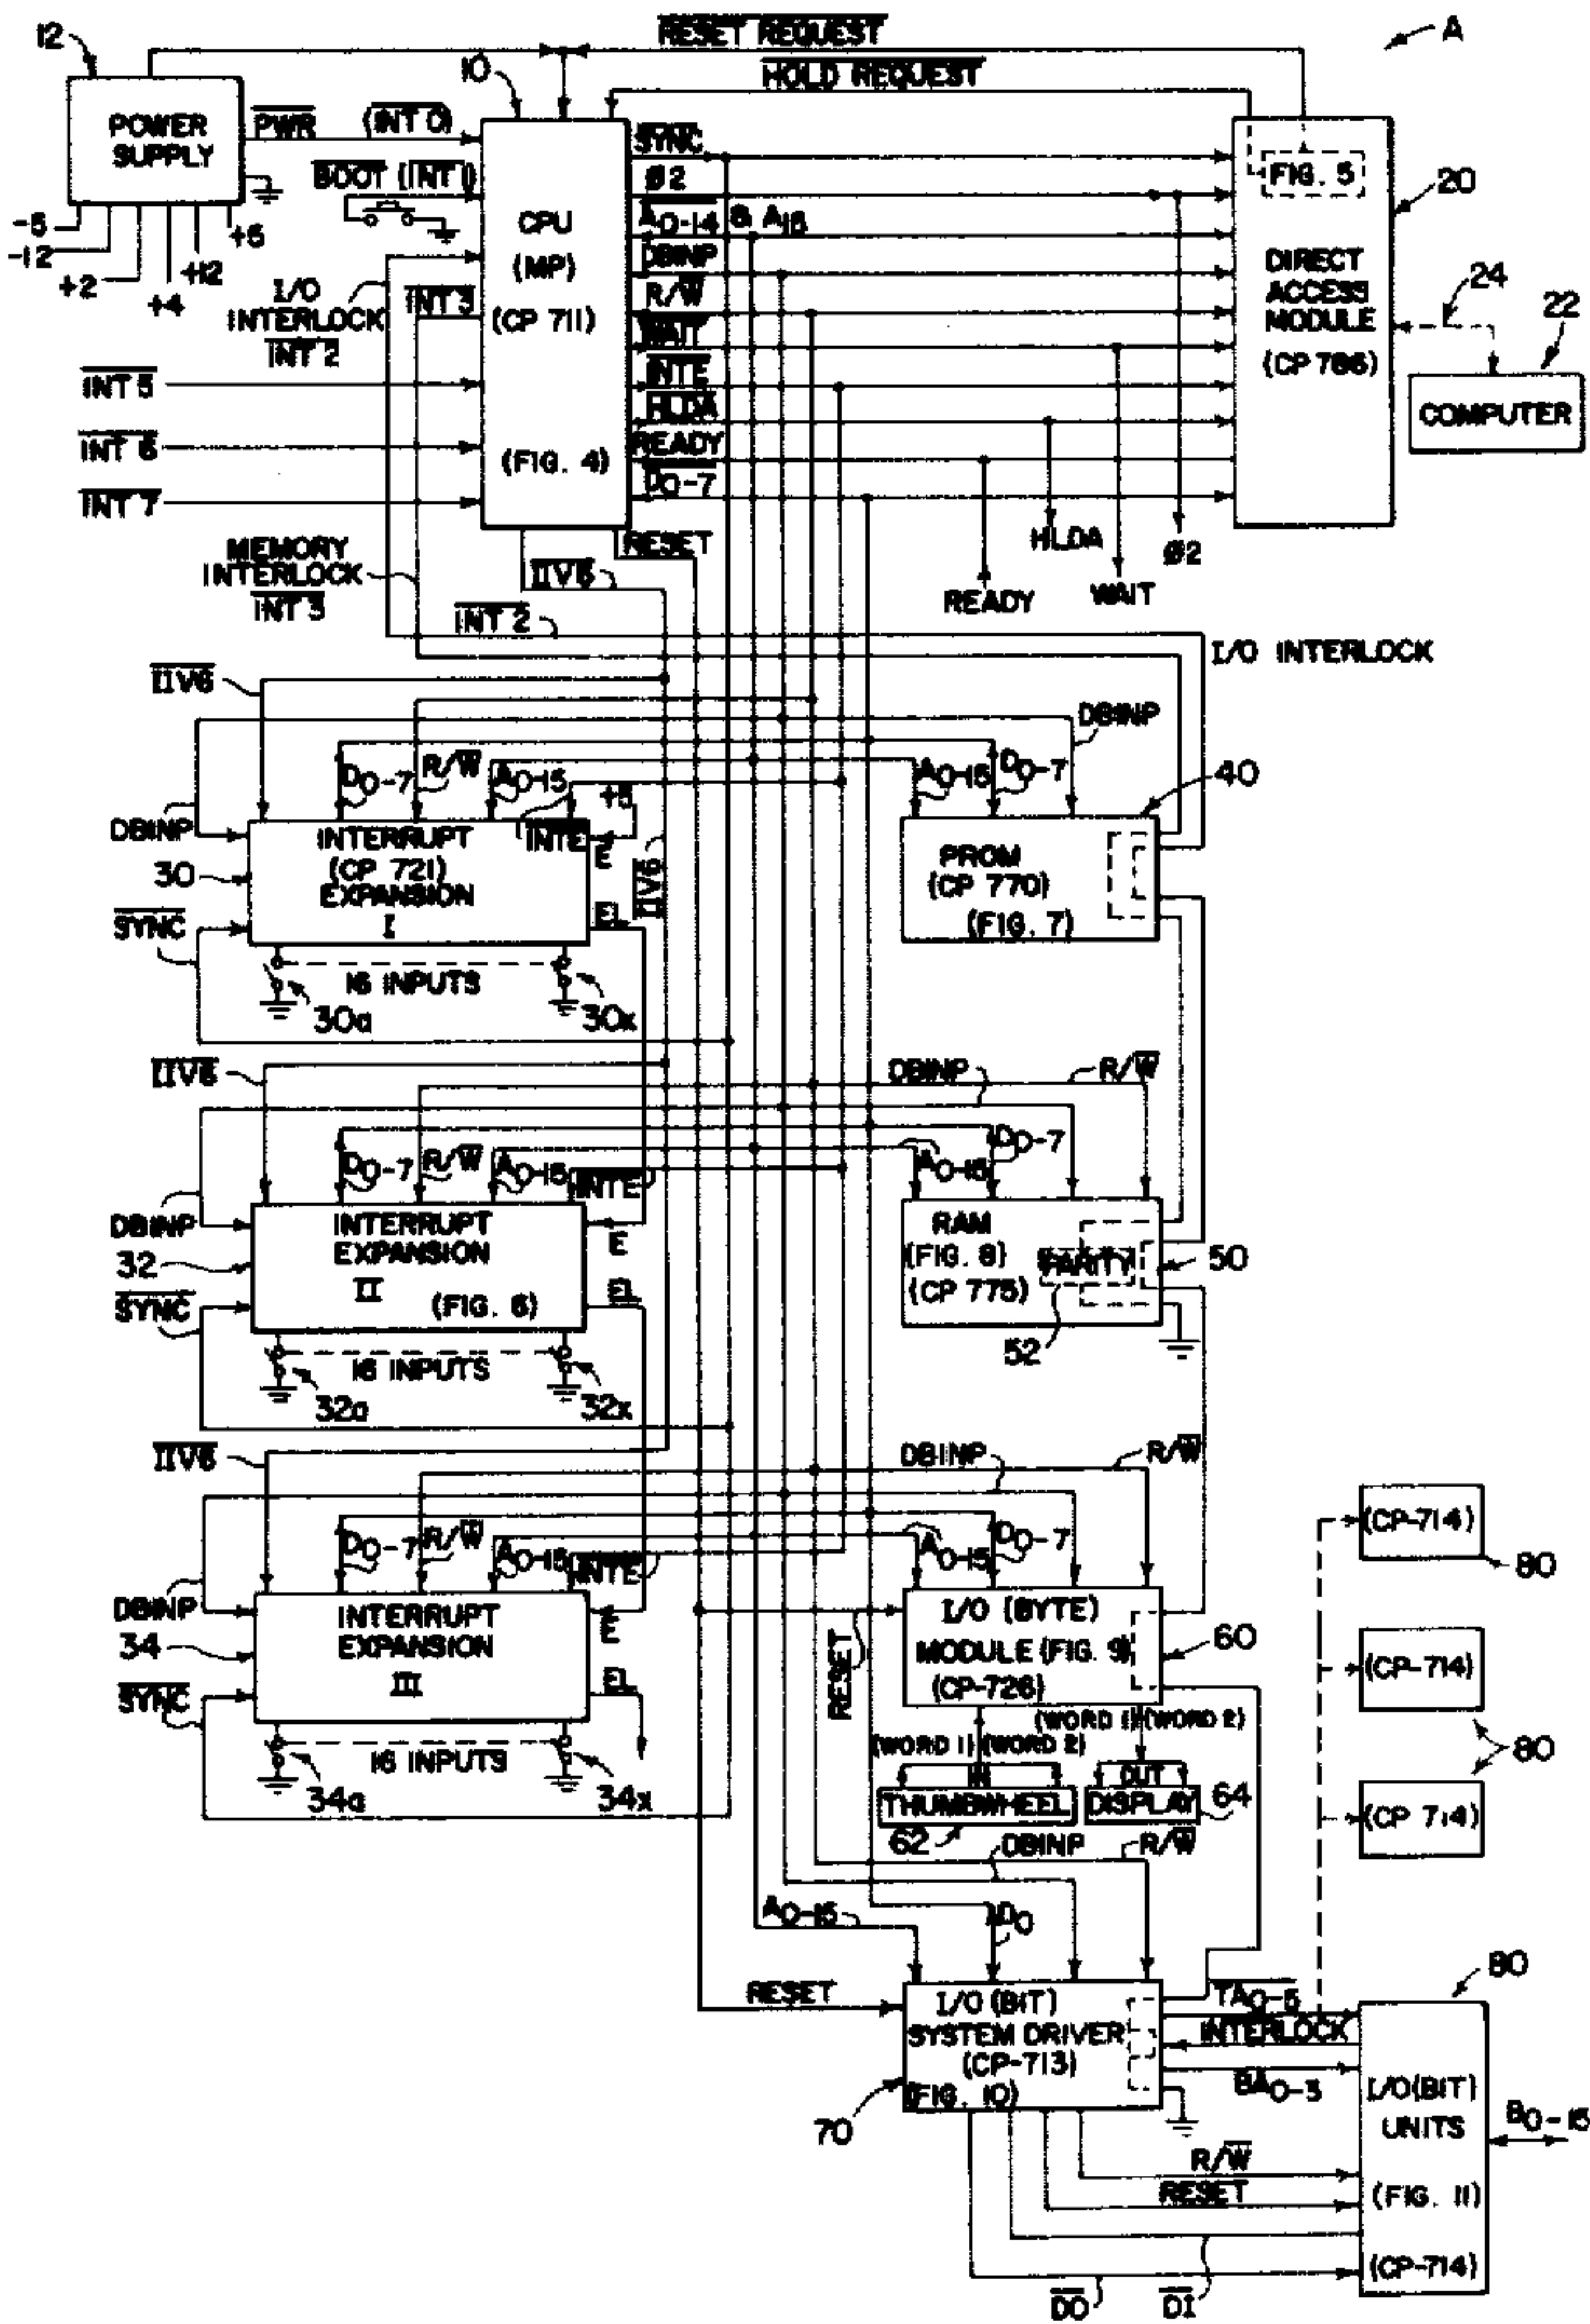 12
RESET REQUEST
A
10
HOLD REQUEST
POWER
SUPPLY
PWR
(INT 0)
BOOT (INT 1)
-5
-12
+2
+4
+12
+5
CPU
(MP)
(CP 711)
(FIG. 4)
SYNC
Ø2
A0-14 & A15
DBINP
R/W
WAIT
INTE
HLDA
READY
D0-7
FIG. 5
20
DIRECT
ACCESS
MODULE
(CP 786)
24
22
COMPUTER
I/O
INTERLOCK
INT 2
INT 3
INT 5
INT 6
INT 7
RESET
HLDA
Ø2
READY
WAIT
MEMORY
INTERLOCK
INT 3
IIV6
INT 2
I/O INTERLOCK
IIV6
DBINP
D0-7
R/W
A0-15
+5
A0-15
D0-7
40
DBINP
INTERRUPT
(CP 721)
EXPANSION
I
INTE
E
IIV6
PROM
(CP 770)
(FIG. 7)
30
SYNC
E1
16 INPUTS
30a
30x
IIV6
DBINP
R/W
D0-7
R/W
A0-15
INTE
A0-15
D0-7
DBINP
INTERRUPT
EXPANSION
II
(FIG. 6)
E
RAM
(FIG. 8)
(CP 775)
PARITY
50
32
SYNC
E1
52
16 INPUTS
32a
32x
IIV6
DBINP
R/W
D0-7
R/W
A0-15
INTE
A0-15
D0-7
(CP-714)
80
DBINP
INTERRUPT
EXPANSION
III
E
RESET
I/O (BYTE)
MODULE (FIG. 9)
(CP-726)
60
(CP-714)
34
SYNC
E1
(WORD 1) (WORD 2)
(WORD 1) (WORD 2)
80
16 INPUTS
34a
34x
IN
OUT
THUMBWHEEL
DISPLAY
64
(CP 714)
62
DBINP
R/W
A0-15
D0
RESET
I/O (BIT)
SYSTEM DRIVER
(CP-713)
(FIG. 10)
70
TA0-5
INTERLOCK
BA0-3
80
I/O (BIT)
UNITS
(FIG. 11)
(CP-714)
B0-15
R/W
RESET
DO
DI